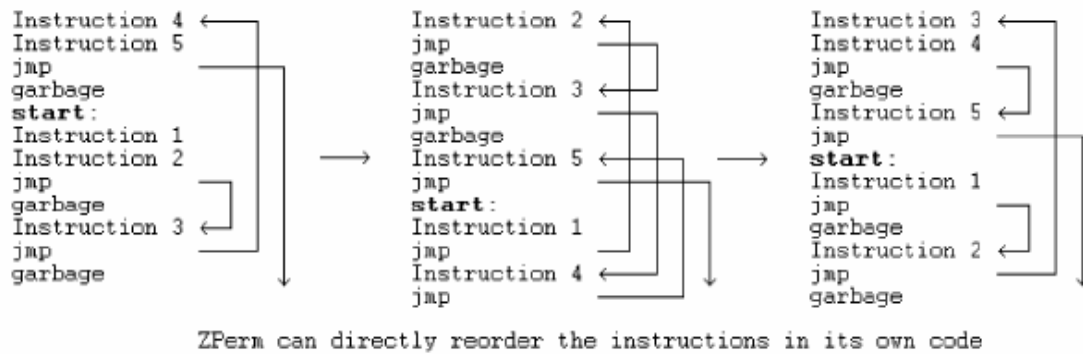 Instruction 4
Instruction 5
jmp
garbage
start:
Instruction 1
Instruction 2
jmp
garbage
Instruction 3
jmp
garbage
Instruction 2
jmp
garbage
Instruction 3
jmp
garbage
Instruction 5
jmp
start:
Instruction 1
jmp
Instruction 4
jmp
Instruction 3
Instruction 4
jmp
garbage
Instruction 5
jmp
start:
Instruction 1
jmp
garbage
Instruction 2
jmp
garbage
ZPerm can directly reorder the instructions in its own code